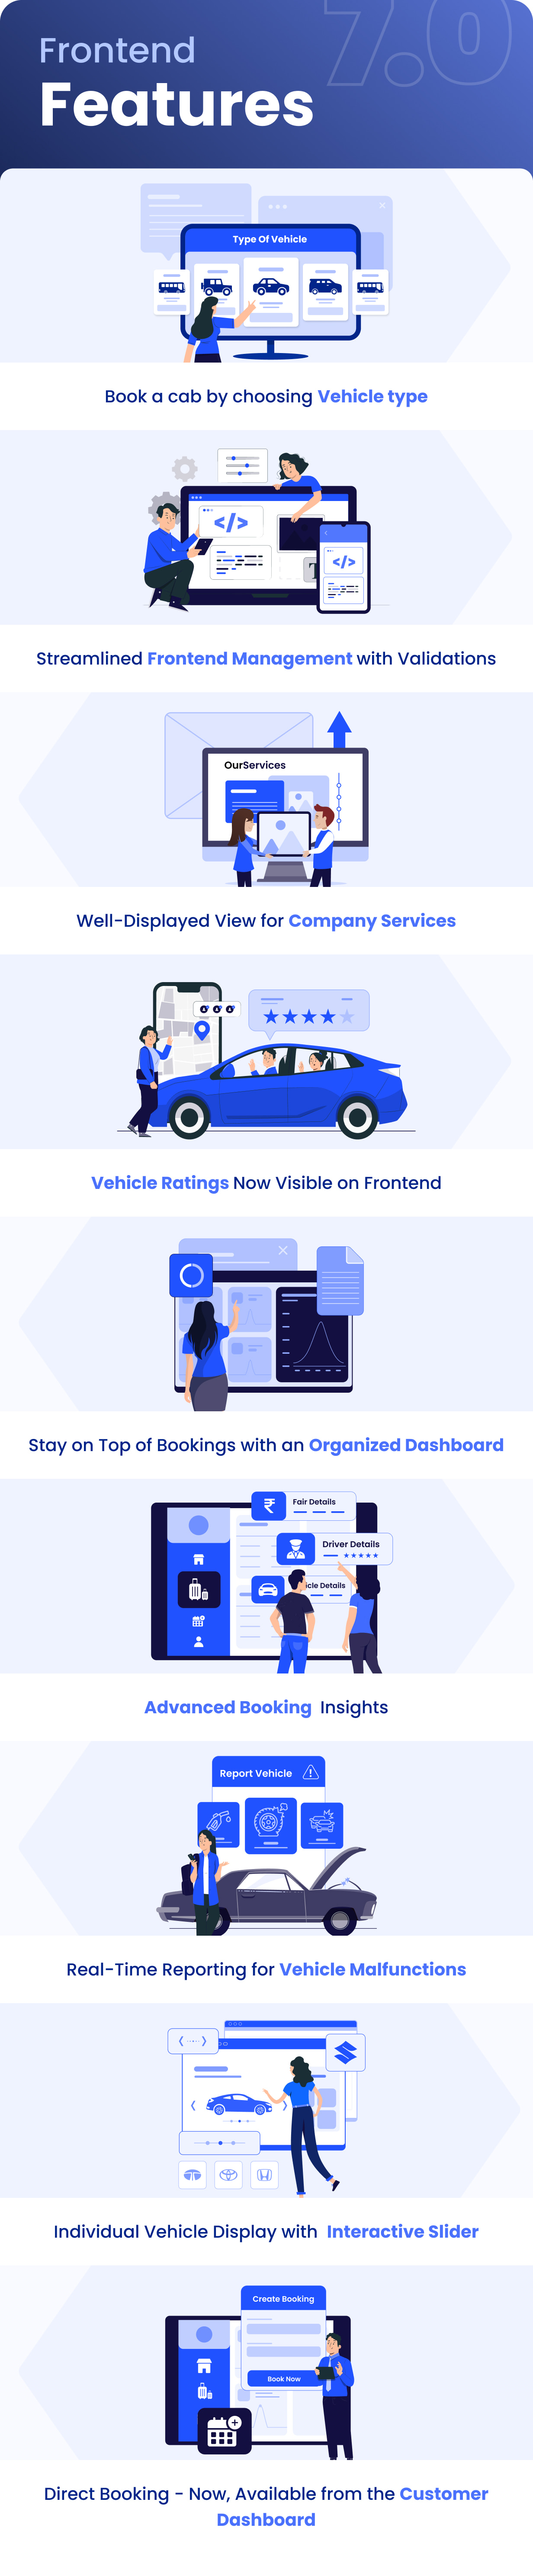 7.0
Frontend
Features
Type Of Vehicle
Book a cab by choosing Vehicle type
</>
T
</>
Streamlined Frontend Management with Validations
OurServices
Well-Displayed View for Company Services
Vehicle Ratings Now Visible on Frontend
Stay on Top of Bookings with an Organized Dashboard
₹ Fair Details
Driver Details
icle Details
Advanced Booking Insights
Report Vehicle
Real-Time Reporting for Vehicle Malfunctions
Individual Vehicle Display with Interactive Slider
Create Booking
Book Now
Direct Booking - Now, Available from the Customer
Dashboard